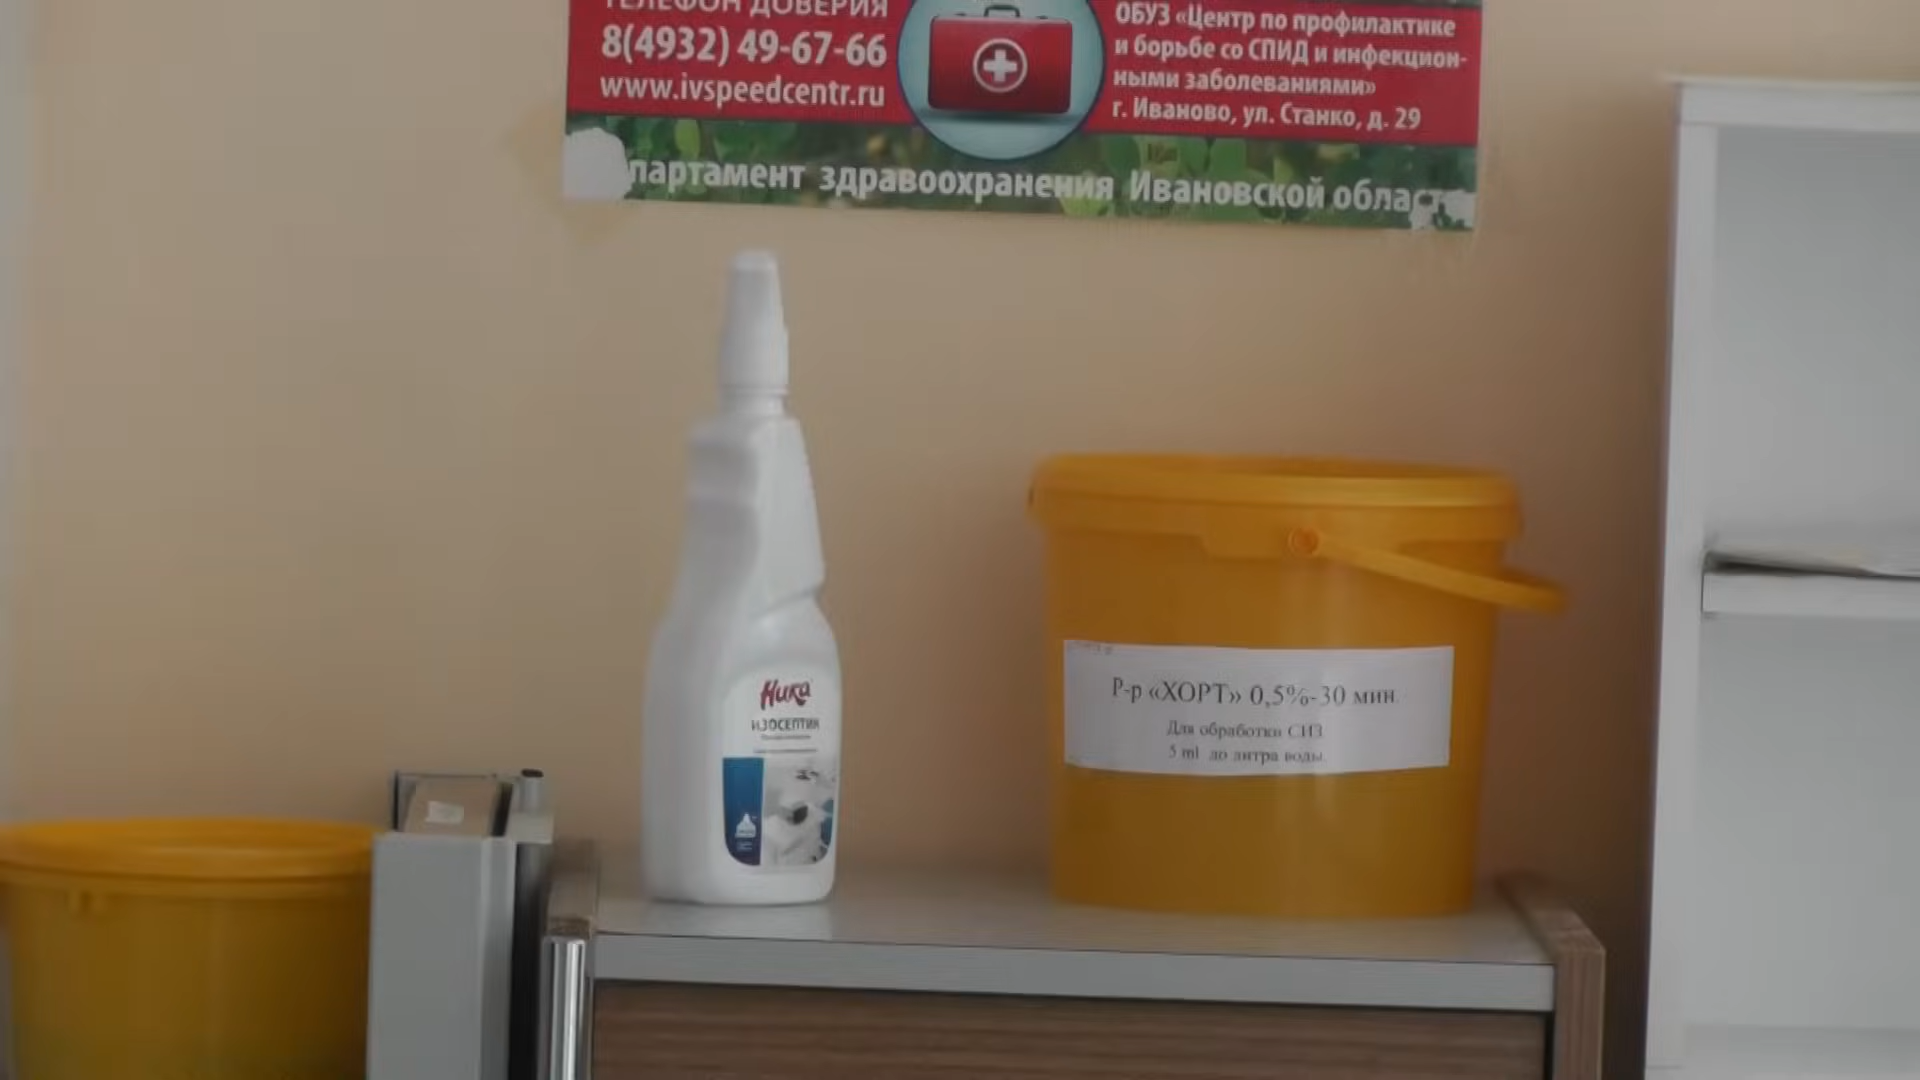 ТЕЛЕФОН ДОВЕРИЯ
8(4932) 49-67-66
www.ivspeedcentr.ru
ОБУЗ «Центр по профилактике
и борьбе со СПИД и инфекцион-
ными заболеваниями»
г. Иваново, ул. Станко, д. 29
партамент здравоохранения Ивановской област
Ника
ИЗОСЕПТИК
Р-р «ХОРТ» 0,5%-30 мин.
Для обработки СИЗ
5 ml до литра воды.